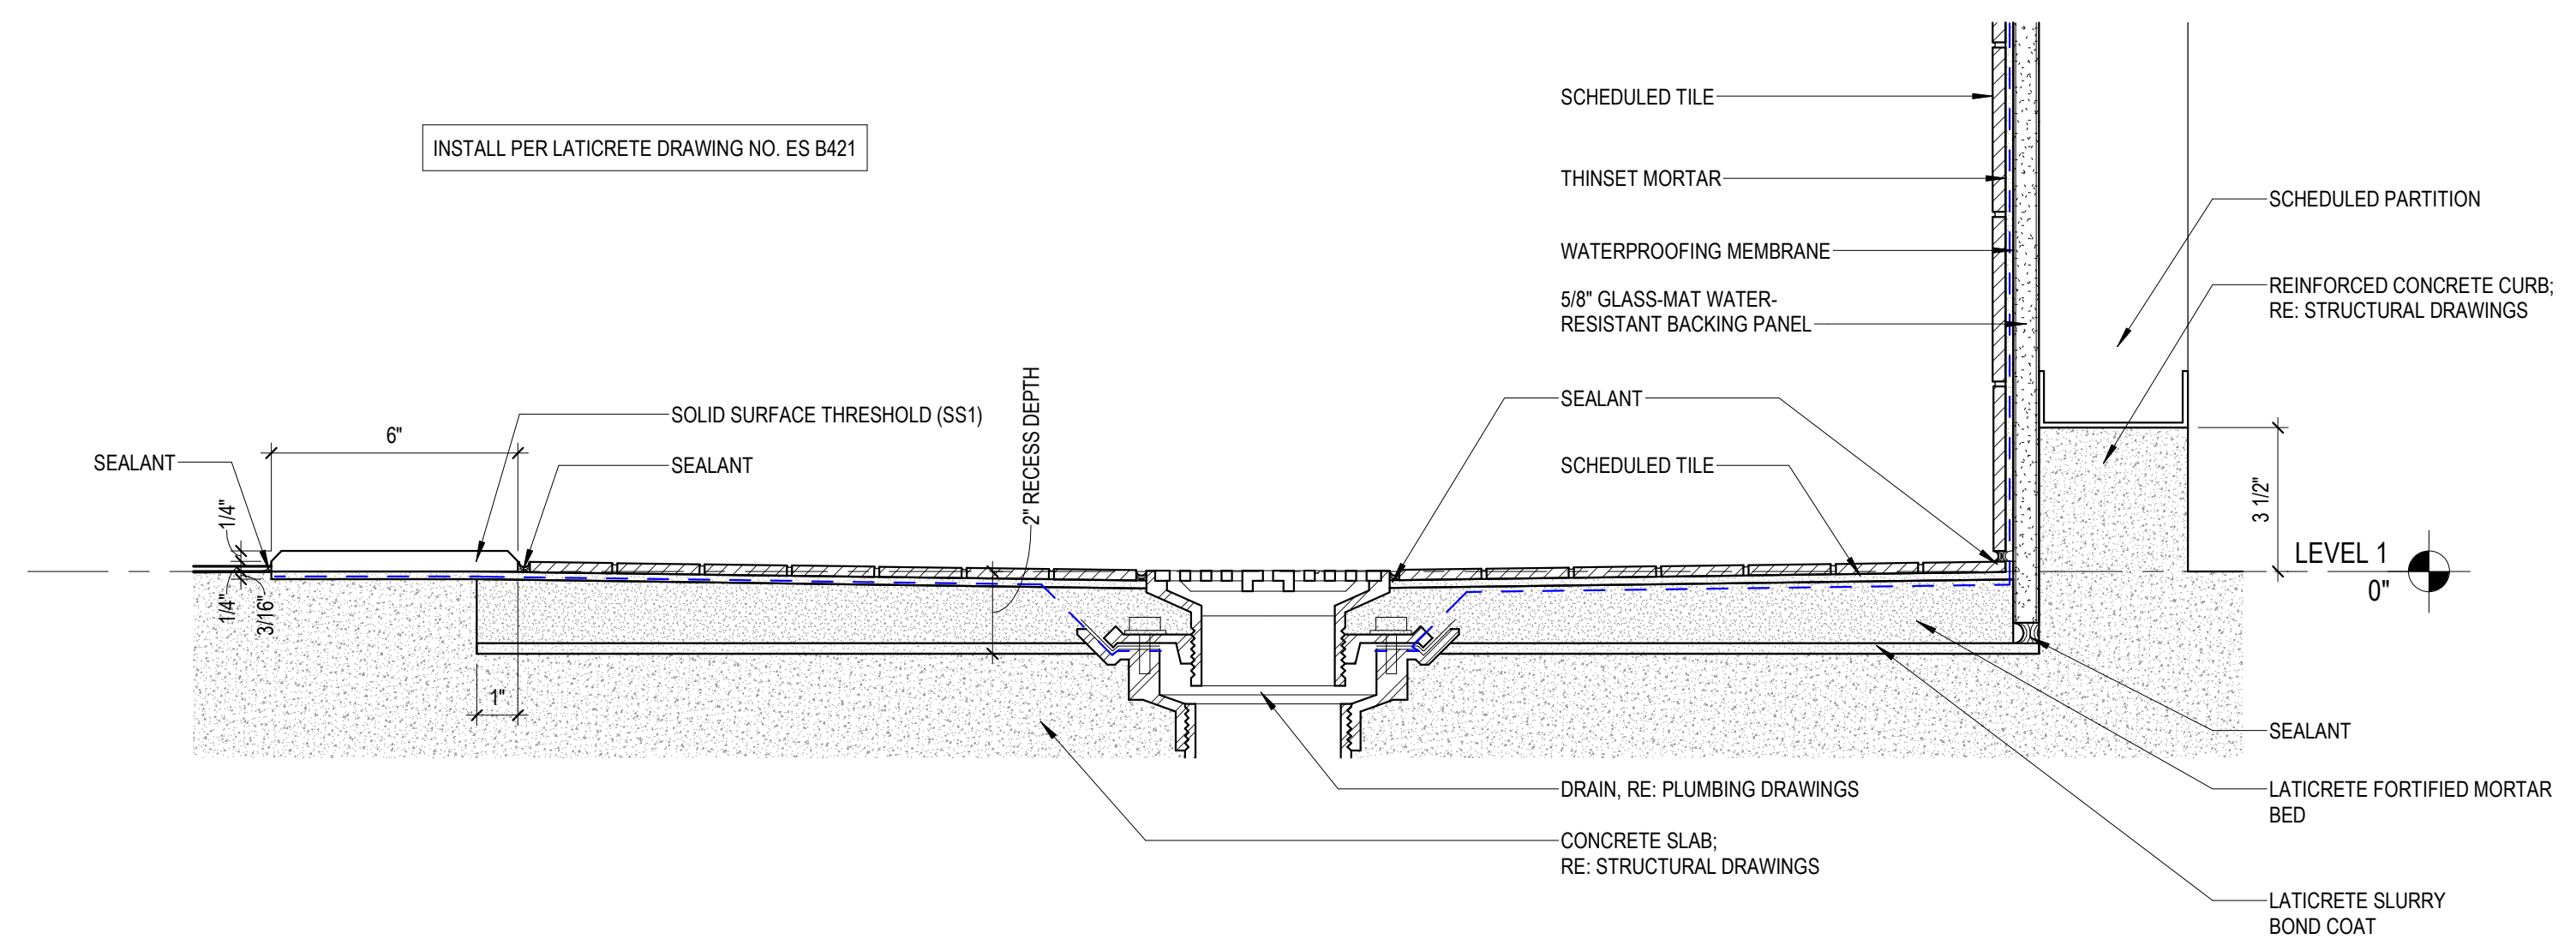 INSTALL PER LATICRETE DRAWING NO. ES B421
SCHEDULED TILE
THINSET MORTAR
WATERPROOFING MEMBRANE
5/8" GLASS-MAT WATER-
RESISTANT BACKING PANEL
SEALANT
SCHEDULED TILE
SCHEDULED PARTITION
REINFORCED CONCRETE CURB;
RE: STRUCTURAL DRAWINGS
SOLID SURFACE THRESHOLD (SS1)
6"
SEALANT
SEALANT
2" RECESS DEPTH
1/4"
1/4"
3/16"
1"
3 1/2"
LEVEL 1
0"
SEALANT
DRAIN, RE: PLUMBING DRAWINGS
CONCRETE SLAB;
RE: STRUCTURAL DRAWINGS
LATICRETE FORTIFIED MORTAR
BED
LATICRETE SLURRY
BOND COAT